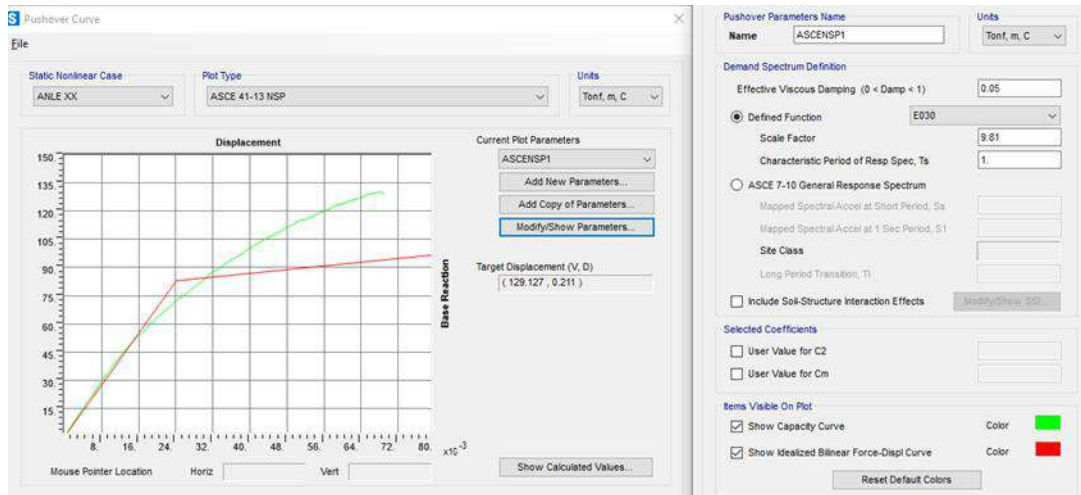 Pushover Curve
File
Static Nonlinear Case
ANLE XX
Plot Type
ASCE 41-13 NSP
Units
Tonf, m, C
Displacement
150.
135.
120.
105.
90.
75.
60.
45.
30.
15.
8. 16. 24. 32. 40. 48. 56. 64. 72. 80. x10-3
Base Reaction
Mouse Pointer Location Horiz Vert
Current Plot Parameters
ASCENSP1
Add New Parameters...
Add Copy of Parameters...
Modify/Show Parameters...
Target Displacement (V, D)
( 129.127 , 0.211 )
Show Calculated Values...
Pushover Parameters Name
Name ASCENSP1
Units
Tonf, m, C
Demand Spectrum Definition
Effective Viscous Damping (0 < Damp < 1) 0.05
Defined Function E030
Scale Factor 9.81
Characteristic Period of Resp Spec, Ts 1.
ASCE 7-10 General Response Spectrum
Mapped Spectral Accel at Short Period, Sa
Mapped Spectral Accel at 1 Sec Period, S1
Site Class
Long Period Transition, Tl
Include Soil-Structure Interaction Effects Modify/Show SSI...
Selected Coefficients
User Value for C2
User Value for Cm
Items Visible On Plot
Show Capacity Curve Color
Show Idealized Bilinear Force-Displ Curve Color
Reset Default Colors